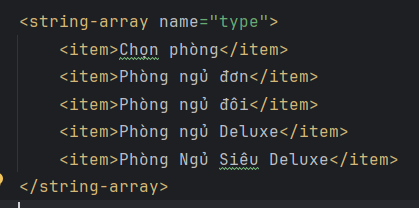 <string-array name="type">
<item>Chọn phòng</item>
<item>Phòng ngủ đơn</item>
<item>Phòng ngủ đôi</item>
<item>Phòng ngủ Deluxe</item>
<item>Phòng Ngủ Siêu Deluxe</item>
</string-array>